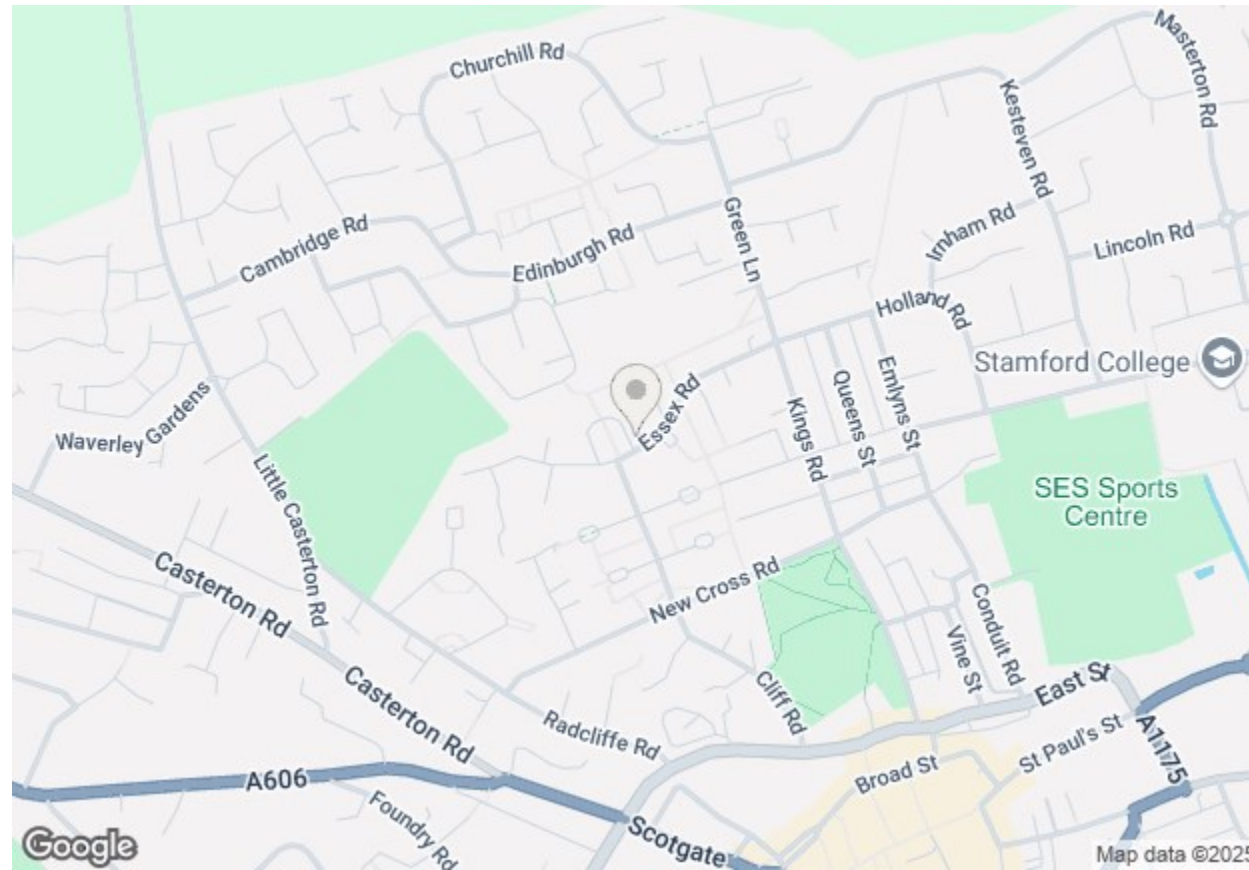 Churchill Rd
Masterton Rd
Kesteven Rd
Cambridge Rd
Edinburgh Rd
Green Ln
Irnham Rd
Lincoln Rd
Holland Rd
Stamford College
Essex Rd
Kings Rd
Queens St
Emlyns St
Waverley Gardens
Little Casterton Rd
SES Sports
Centre
Casterton Rd
New Cross Rd
Conduit Rd
Vine St
Casterton Rd
Cliff Rd
East St
Radcliffe Rd
St Paul's St
A1175
A606
Broad St
Foundry Rd
Scotgate
Google
Map data ©2025